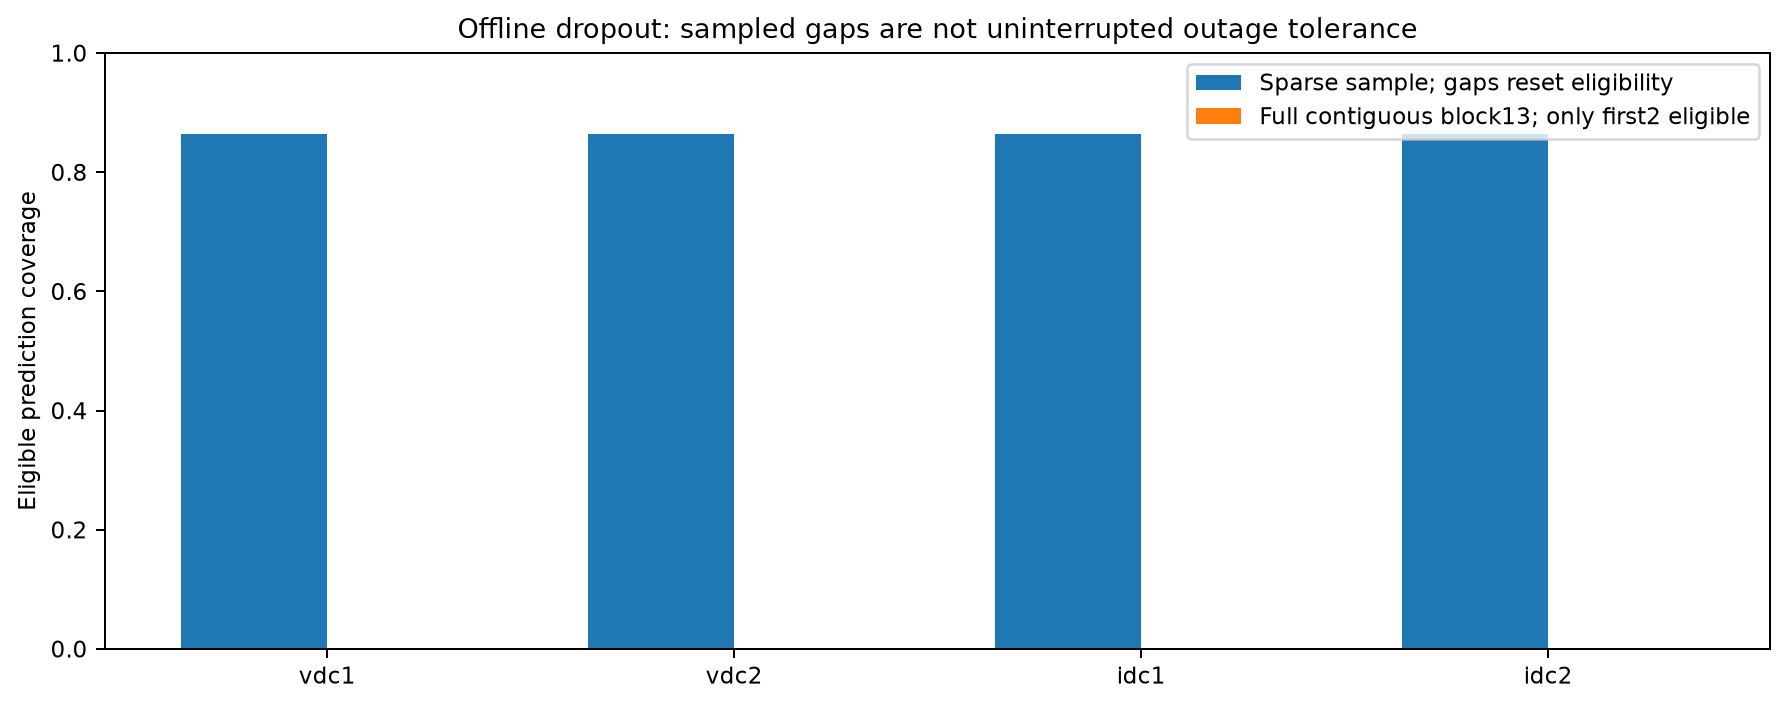 Offline dropout: sampled gaps are not uninterrupted outage tolerance
Sparse sample; gaps reset eligibility
Full contiguous block13; only first2 eligible
Eligible prediction coverage
1.0
0.8
0.6
0.4
0.2
0.0
vdc1
vdc2
idc1
idc2